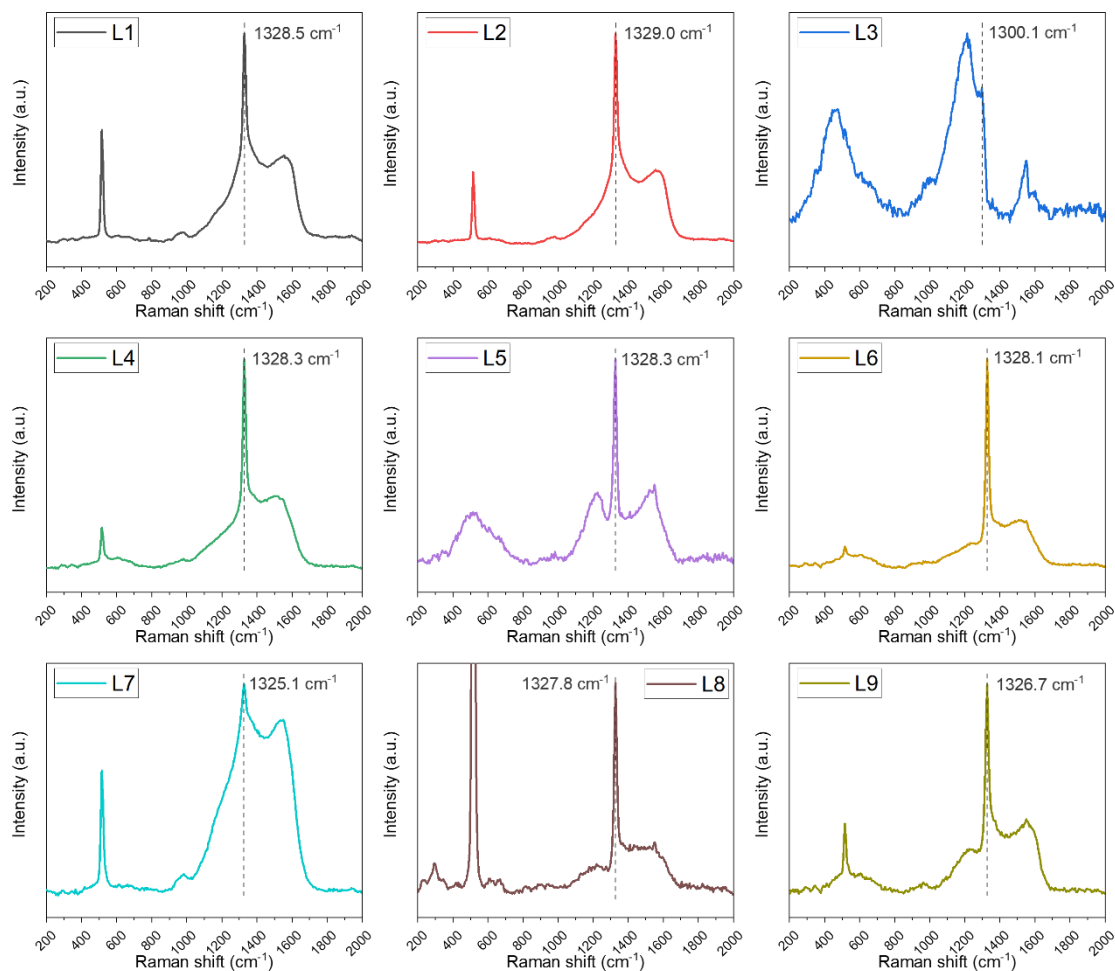 L1
1328.5 cm⁻¹
Intensity (a.u.)
200 400 600 800 1000 1200 1400 1600 1800 2000
Raman shift (cm⁻¹)
L2
1329.0 cm⁻¹
Intensity (a.u.)
200 400 600 800 1000 1200 1400 1600 1800 2000
Raman shift (cm⁻¹)
L3
1300.1 cm⁻¹
Intensity (a.u.)
200 400 600 800 1000 1200 1400 1600 1800 2000
Raman shift (cm⁻¹)
L4
1328.3 cm⁻¹
Intensity (a.u.)
200 400 600 800 1000 1200 1400 1600 1800 2000
Raman shift (cm⁻¹)
L5
1328.3 cm⁻¹
Intensity (a.u.)
200 400 600 800 1000 1200 1400 1600 1800 2000
Raman shift (cm⁻¹)
L6
1328.1 cm⁻¹
Intensity (a.u.)
200 400 600 800 1000 1200 1400 1600 1800 2000
Raman shift (cm⁻¹)
L7
1325.1 cm⁻¹
Intensity (a.u.)
200 400 600 800 1000 1200 1400 1600 1800 2000
Raman shift (cm⁻¹)
1327.8 cm⁻¹
L8
Intensity (a.u.)
200 400 600 800 1000 1200 1400 1600 1800 2000
Raman shift (cm⁻¹)
L9
1326.7 cm⁻¹
Intensity (a.u.)
200 400 600 800 1000 1200 1400 1600 1800 2000
Raman shift (cm⁻¹)